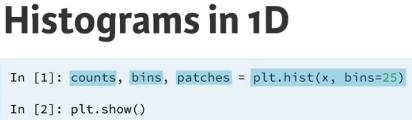 Histograms in 1D
In [1]: counts, bins, patches = plt.hist(x, bins=25)
In [2]: plt.show()